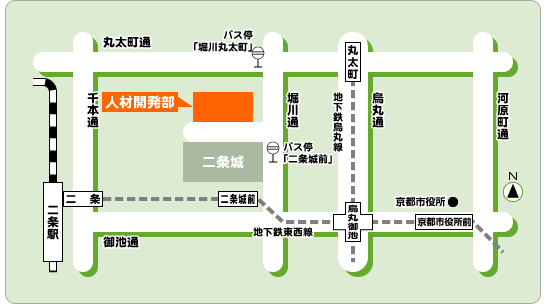 丸太町通
バス停
「堀川丸太町」
丸太町
人材開発部
千本通
堀川通
地下鉄烏丸線
烏丸通
河原町通
バス停
「二条城前」
二条城
N
二条
二条城前
京都市役所
二条駅
烏丸御池
京都市役所前
地下鉄東西線
御池通